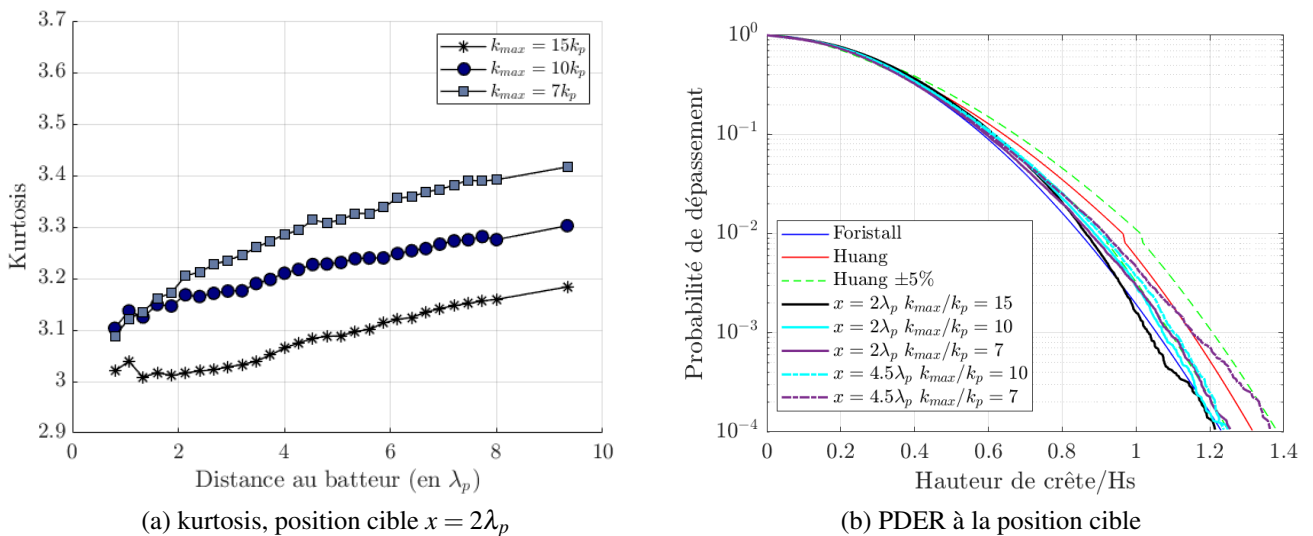 3.7
3.6
3.5
3.4
3.3
3.2
3.1
3
2.9
0
2
4
6
8
10
Kurtosis
Distance au batteur (en λp)
kmax = 15kp
kmax = 10kp
kmax = 7kp
(a) kurtosis, position cible x = 2λp
10^0
10^-1
10^-2
10^-3
10^-4
0
0.2
0.4
0.6
0.8
1
1.2
1.4
Probabilité de dépassement
Hauteur de crête/Hs
Foristall
Huang
Huang ±5%
x = 2λp kmax/kp = 15
x = 2λp kmax/kp = 10
x = 2λp kmax/kp = 7
x = 4.5λp kmax/kp = 10
x = 4.5λp kmax/kp = 7
(b) PDER à la position cible